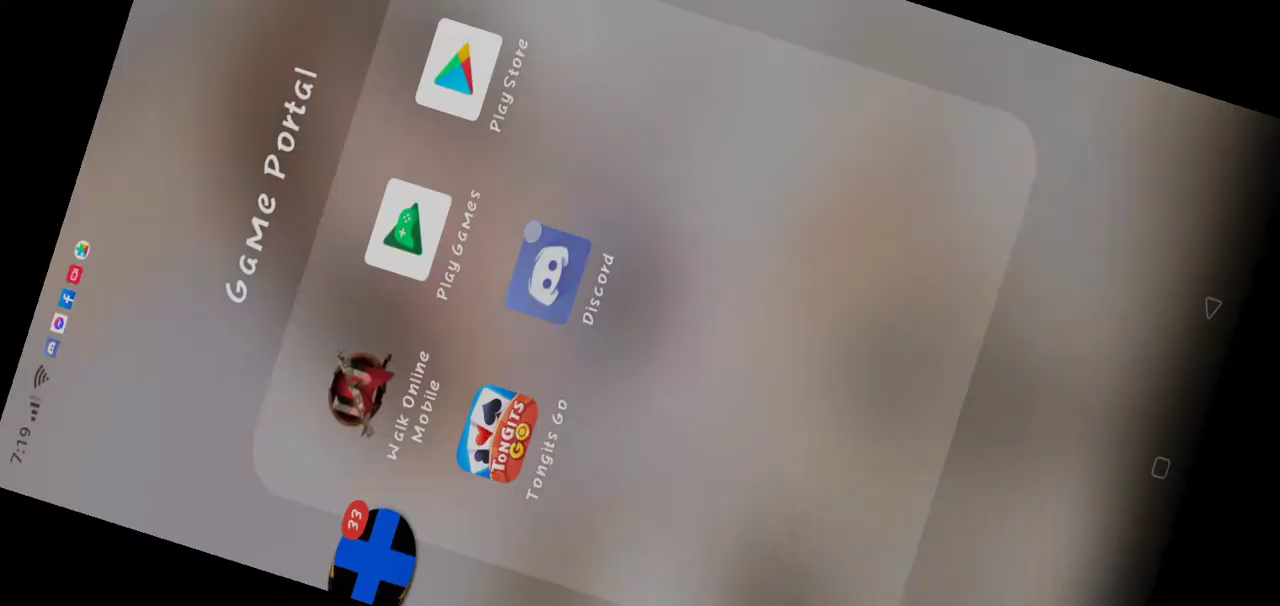 7:19
Game Portal
Walk Online
Mobile
Play Games
Play Store
TONGITS
GO
Tongits Go
Discord
33